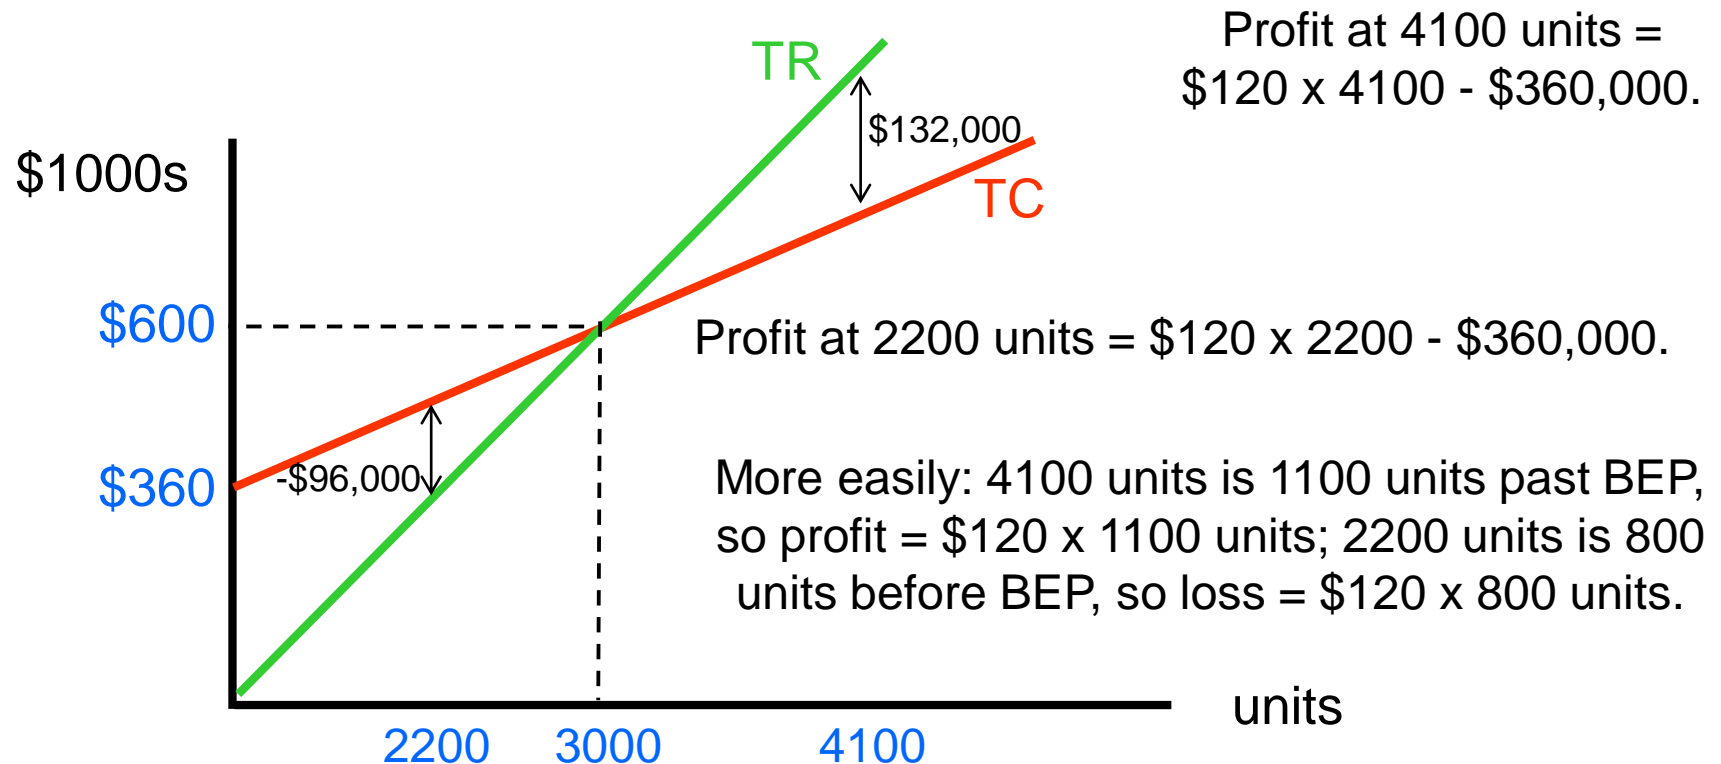 Profit at 4100 units =
$120 x 4100 - $360,000.
TR
$132,000
$1000s
TC
$600
Profit at 2200 units = $120 x 2200 - $360,000.
$360
-$96,000
More easily: 4100 units is 1100 units past BEP,
so profit = $120 x 1100 units; 2200 units is 800
units before BEP, so loss = $120 x 800 units.
units
2200
3000
4100